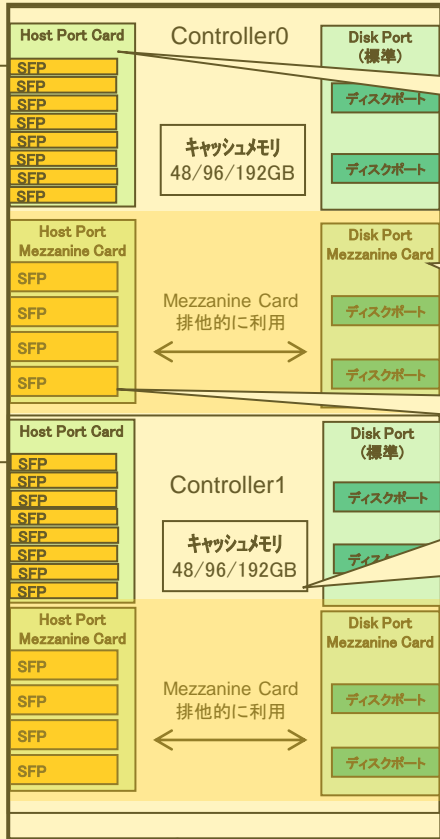 Controller0
Host Port Card
SFP
SFP
SFP
SFP
SFP
SFP
SFP
SFP
キャッシュメモリ
48/96/192GB
Disk Port
(標準)
ディスクポート
ディスクポート
Host Port
Mezzanine Card
SFP
SFP
SFP
SFP
Mezzanine Card
排他的に利用
Disk Port
Mezzanine Card
ディスクポート
ディスクポート
Controller1
Host Port Card
SFP
SFP
SFP
SFP
SFP
SFP
SFP
SFP
キャッシュメモリ
48/96/192GB
Disk Port
(標準)
ディスクポート
Host Port
Mezzanine Card
SFP
SFP
SFP
SFP
Mezzanine Card
排他的に利用
Disk Port
Mezzanine Card
ディスクポート
ディスクポート